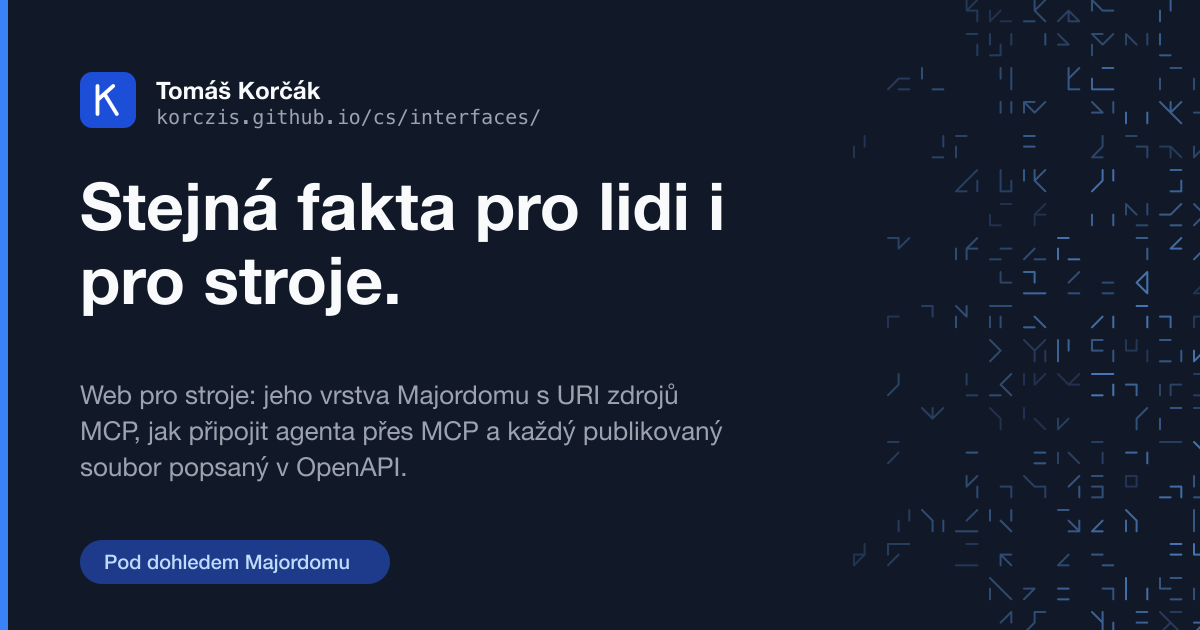 K
Tomáš Korčák
korczis.github.io/cs/interfaces/
Stejná fakta pro lidi i
pro stroje.
Web pro stroje: jeho vrstva Majordomu s URI zdrojů
MCP, jak připojit agenta přes MCP a každý publikovaný
soubor popsaný v OpenAPI.
Pod dohledem Majordomu